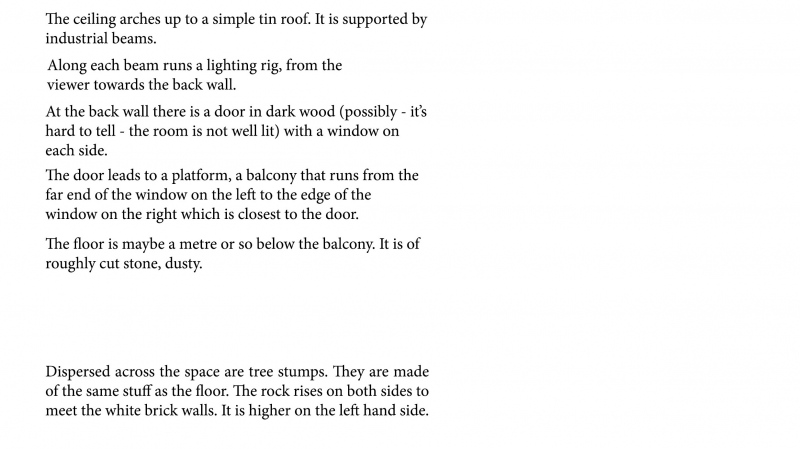 The ceiling arches up to a simple tin roof. It is supported by
industrial beams.
Along each beam runs a lighting rig, from the
viewer towards the back wall.
At the back wall there is a door in dark wood (possibly - it’s
hard to tell - the room is not well lit) with a window on
each side.
The door leads to a platform, a balcony that runs from the
far end of the window on the left to the edge of the
window on the right which is closest to the door.
The floor is maybe a metre or so below the balcony. It is of
roughly cut stone, dusty.
Dispersed across the space are tree stumps. They are made
of the same stuff as the floor. The rock rises on both sides to
meet the white brick walls. It is higher on the left hand side.